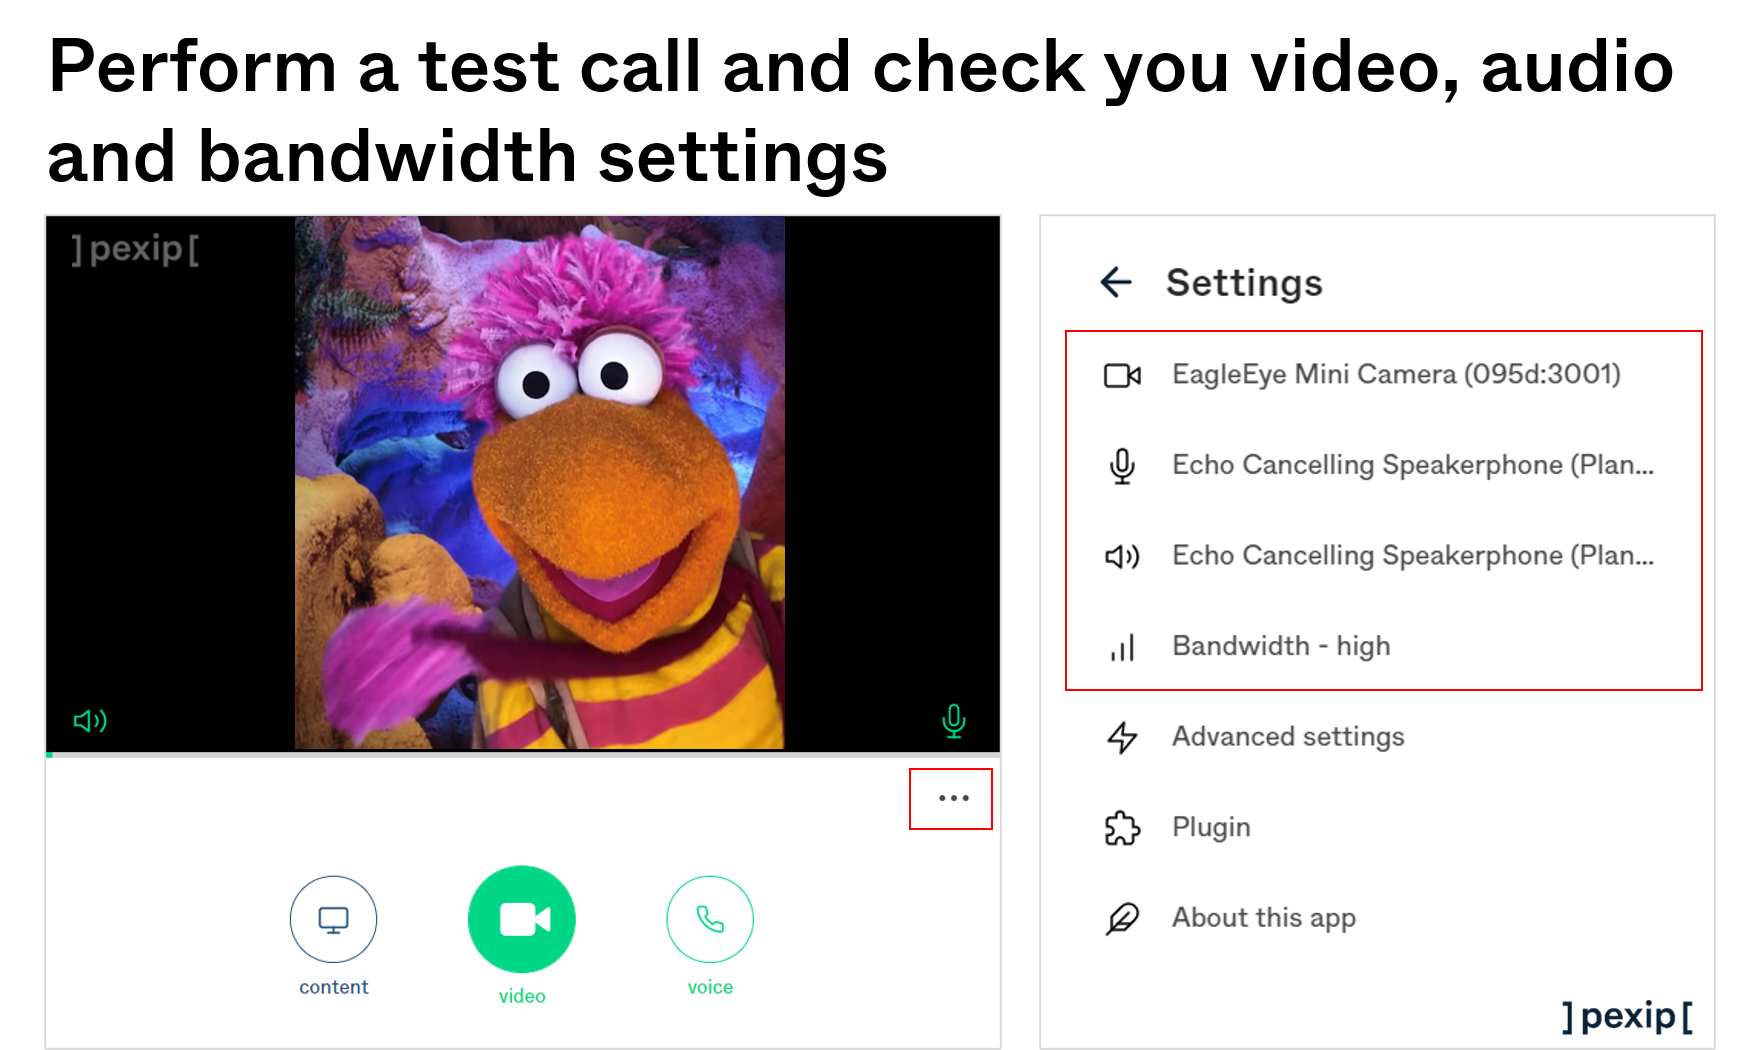 Perform a test call and check you video, audio
and bandwidth settings
]pexip[
content
video
voice
Settings
EagleEye Mini Camera (095d:3001)
Echo Cancelling Speakerphone (Plan...
Echo Cancelling Speakerphone (Plan...
Bandwidth - high
Advanced settings
Plugin
About this app
]pexip[